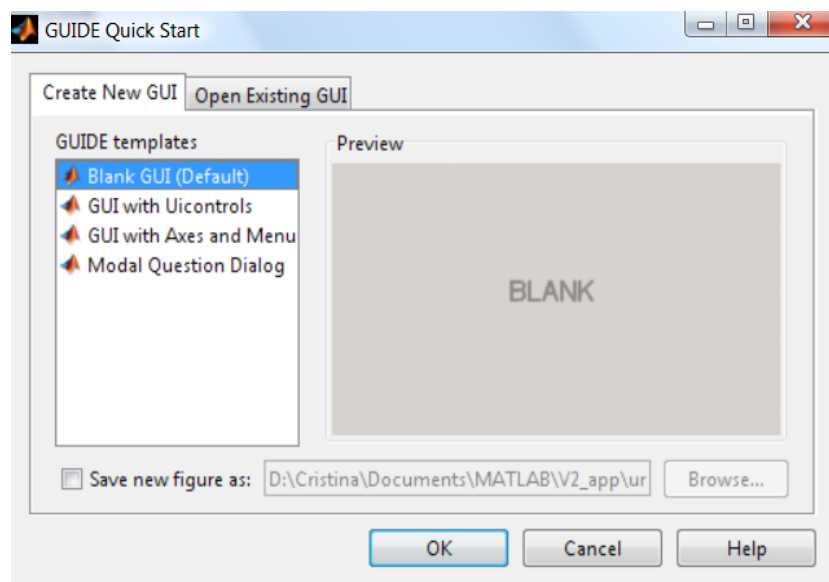 GUIDE Quick Start
Create New GUI
Open Existing GUI
GUIDE templates
Preview
Blank GUI (Default)
GUI with Uicontrols
GUI with Axes and Menu
Modal Question Dialog
BLANK
Save new figure as:
D:\Cristina\Documents\MATLAB\V2_app\ur
Browse...
OK
Cancel
Help